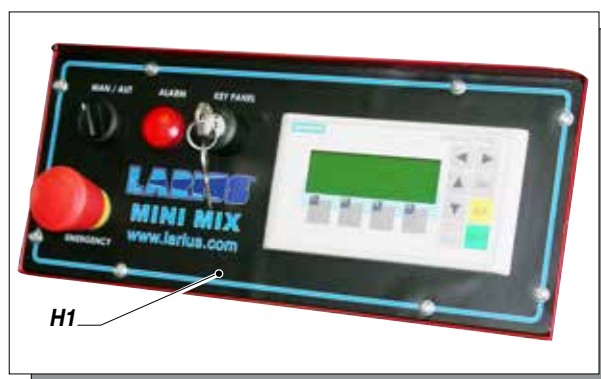 MAN / AUT ALARM KEY PANEL
LARIUS
MINI MIX
www.larius.com
EMERGENCY
H1